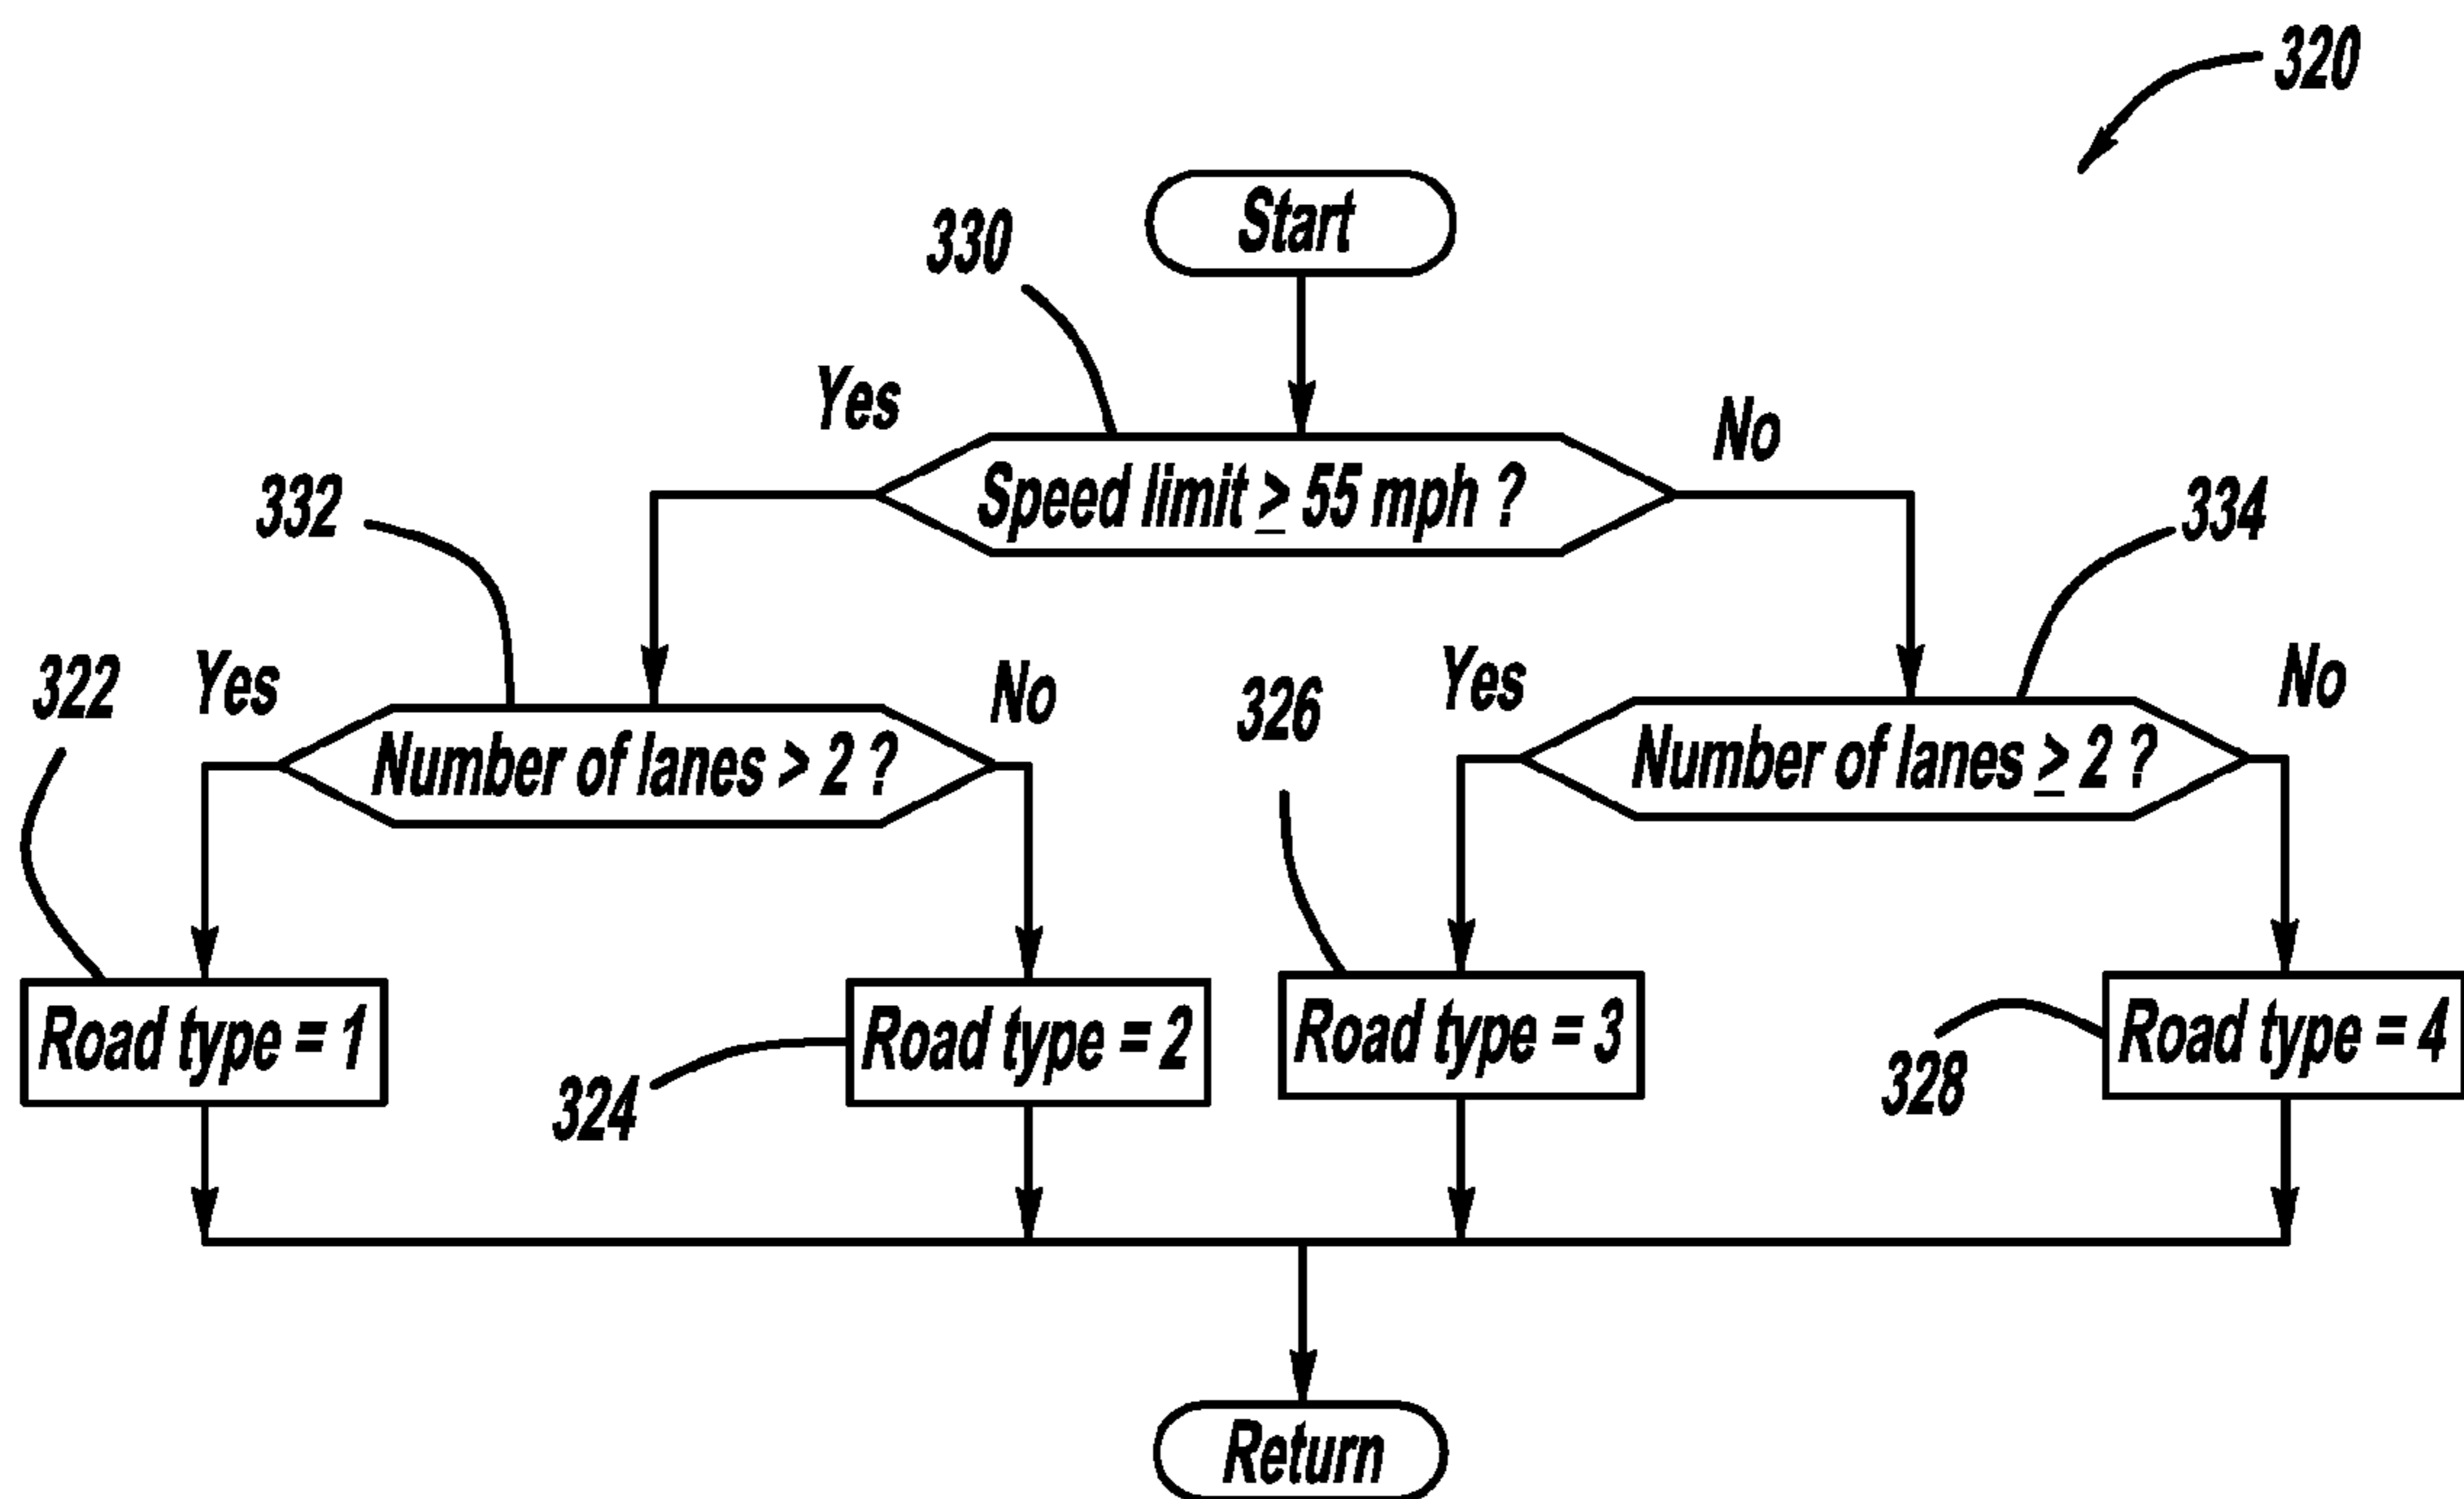 320
Start
330
Yes
No
Speed limit ≥ 55 mph ?
332
334
322
Yes
No
326
Yes
No
Number of lanes > 2 ?
Number of lanes ≥ 2 ?
Road type = 1
Road type = 2
Road type = 3
Road type = 4
324
328
Return